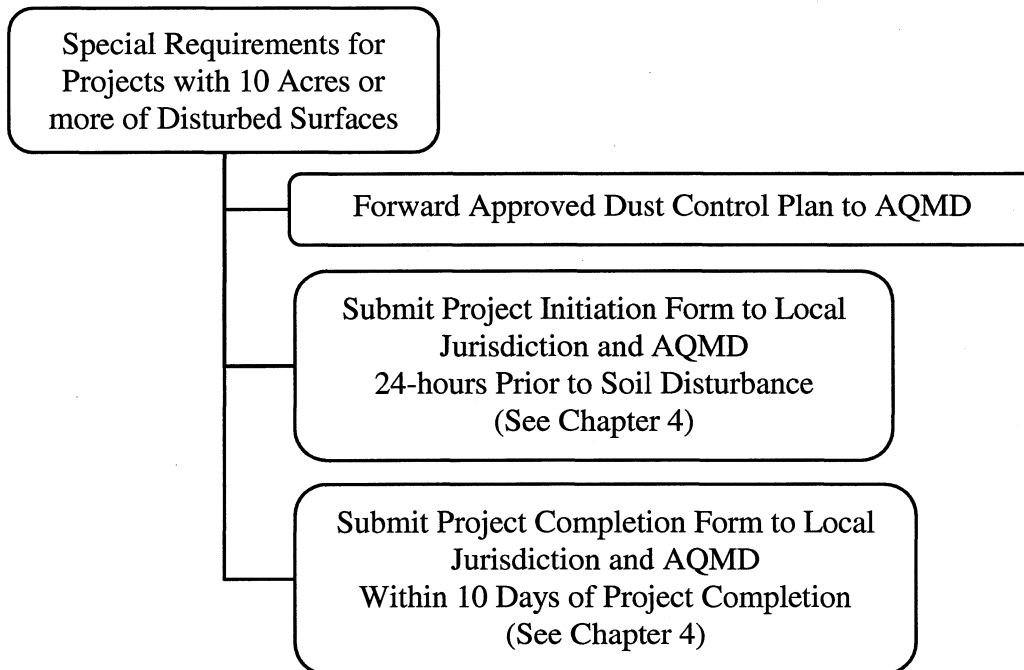 Special Requirements for
Projects with 10 Acres or
more of Disturbed Surfaces
Forward Approved Dust Control Plan to AQMD
Submit Project Initiation Form to Local
Jurisdiction and AQMD
24-hours Prior to Soil Disturbance
(See Chapter 4)
Submit Project Completion Form to Local
Jurisdiction and AQMD
Within 10 Days of Project Completion
(See Chapter 4)